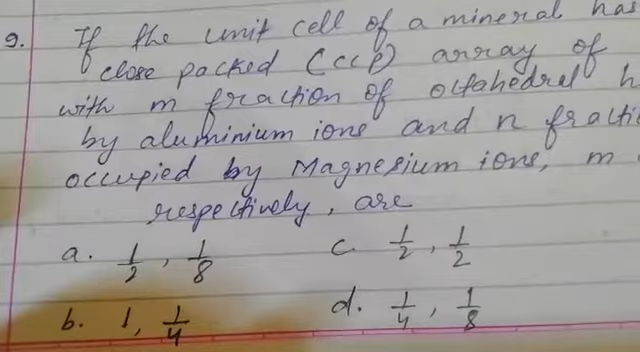 9. If the unit cell of a mineral has
close packed (ccp) array of
with m fraction of octahedral h
by aluminium ions and n fractio
occupied by Magnesium ions, m
respectively, are
a. 1/2, 1/8 c. 1/2, 1/2
b. 1, 1/4 d. 1/4, 1/8